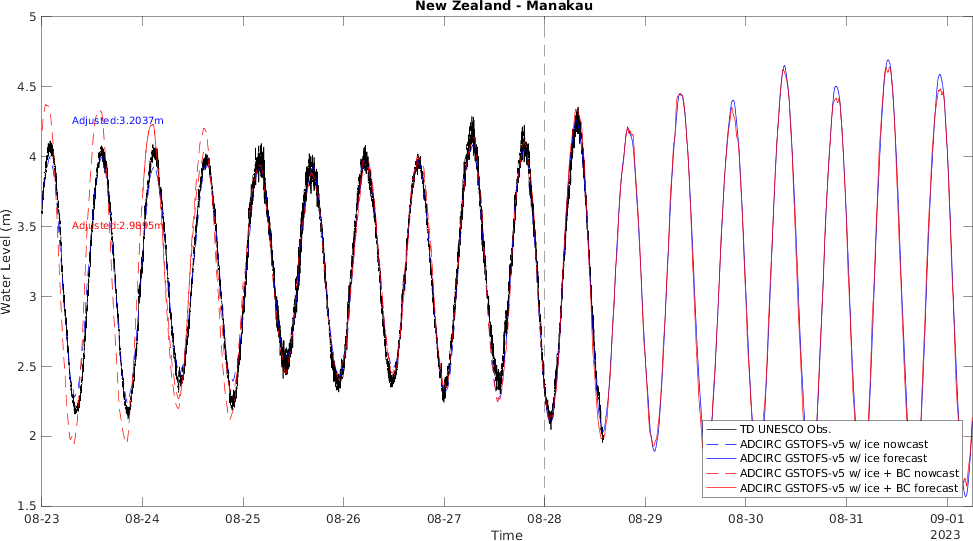 New Zealand - Manakau
5
4.5
4
3.5
3
2.5
2
1.5
Water Level (m)
Adjusted:3.2037m
Adjusted:2.9895m
TD UNESCO Obs.
ADCIRC GSTOFS-v5 w/ ice nowcast
ADCIRC GSTOFS-v5 w/ ice forecast
ADCIRC GSTOFS-v5 w/ ice + BC nowcast
ADCIRC GSTOFS-v5 w/ ice + BC forecast
08-23 08-24 08-25 08-26 08-27 08-28 08-29 08-30 08-31 09-01
2023
Time